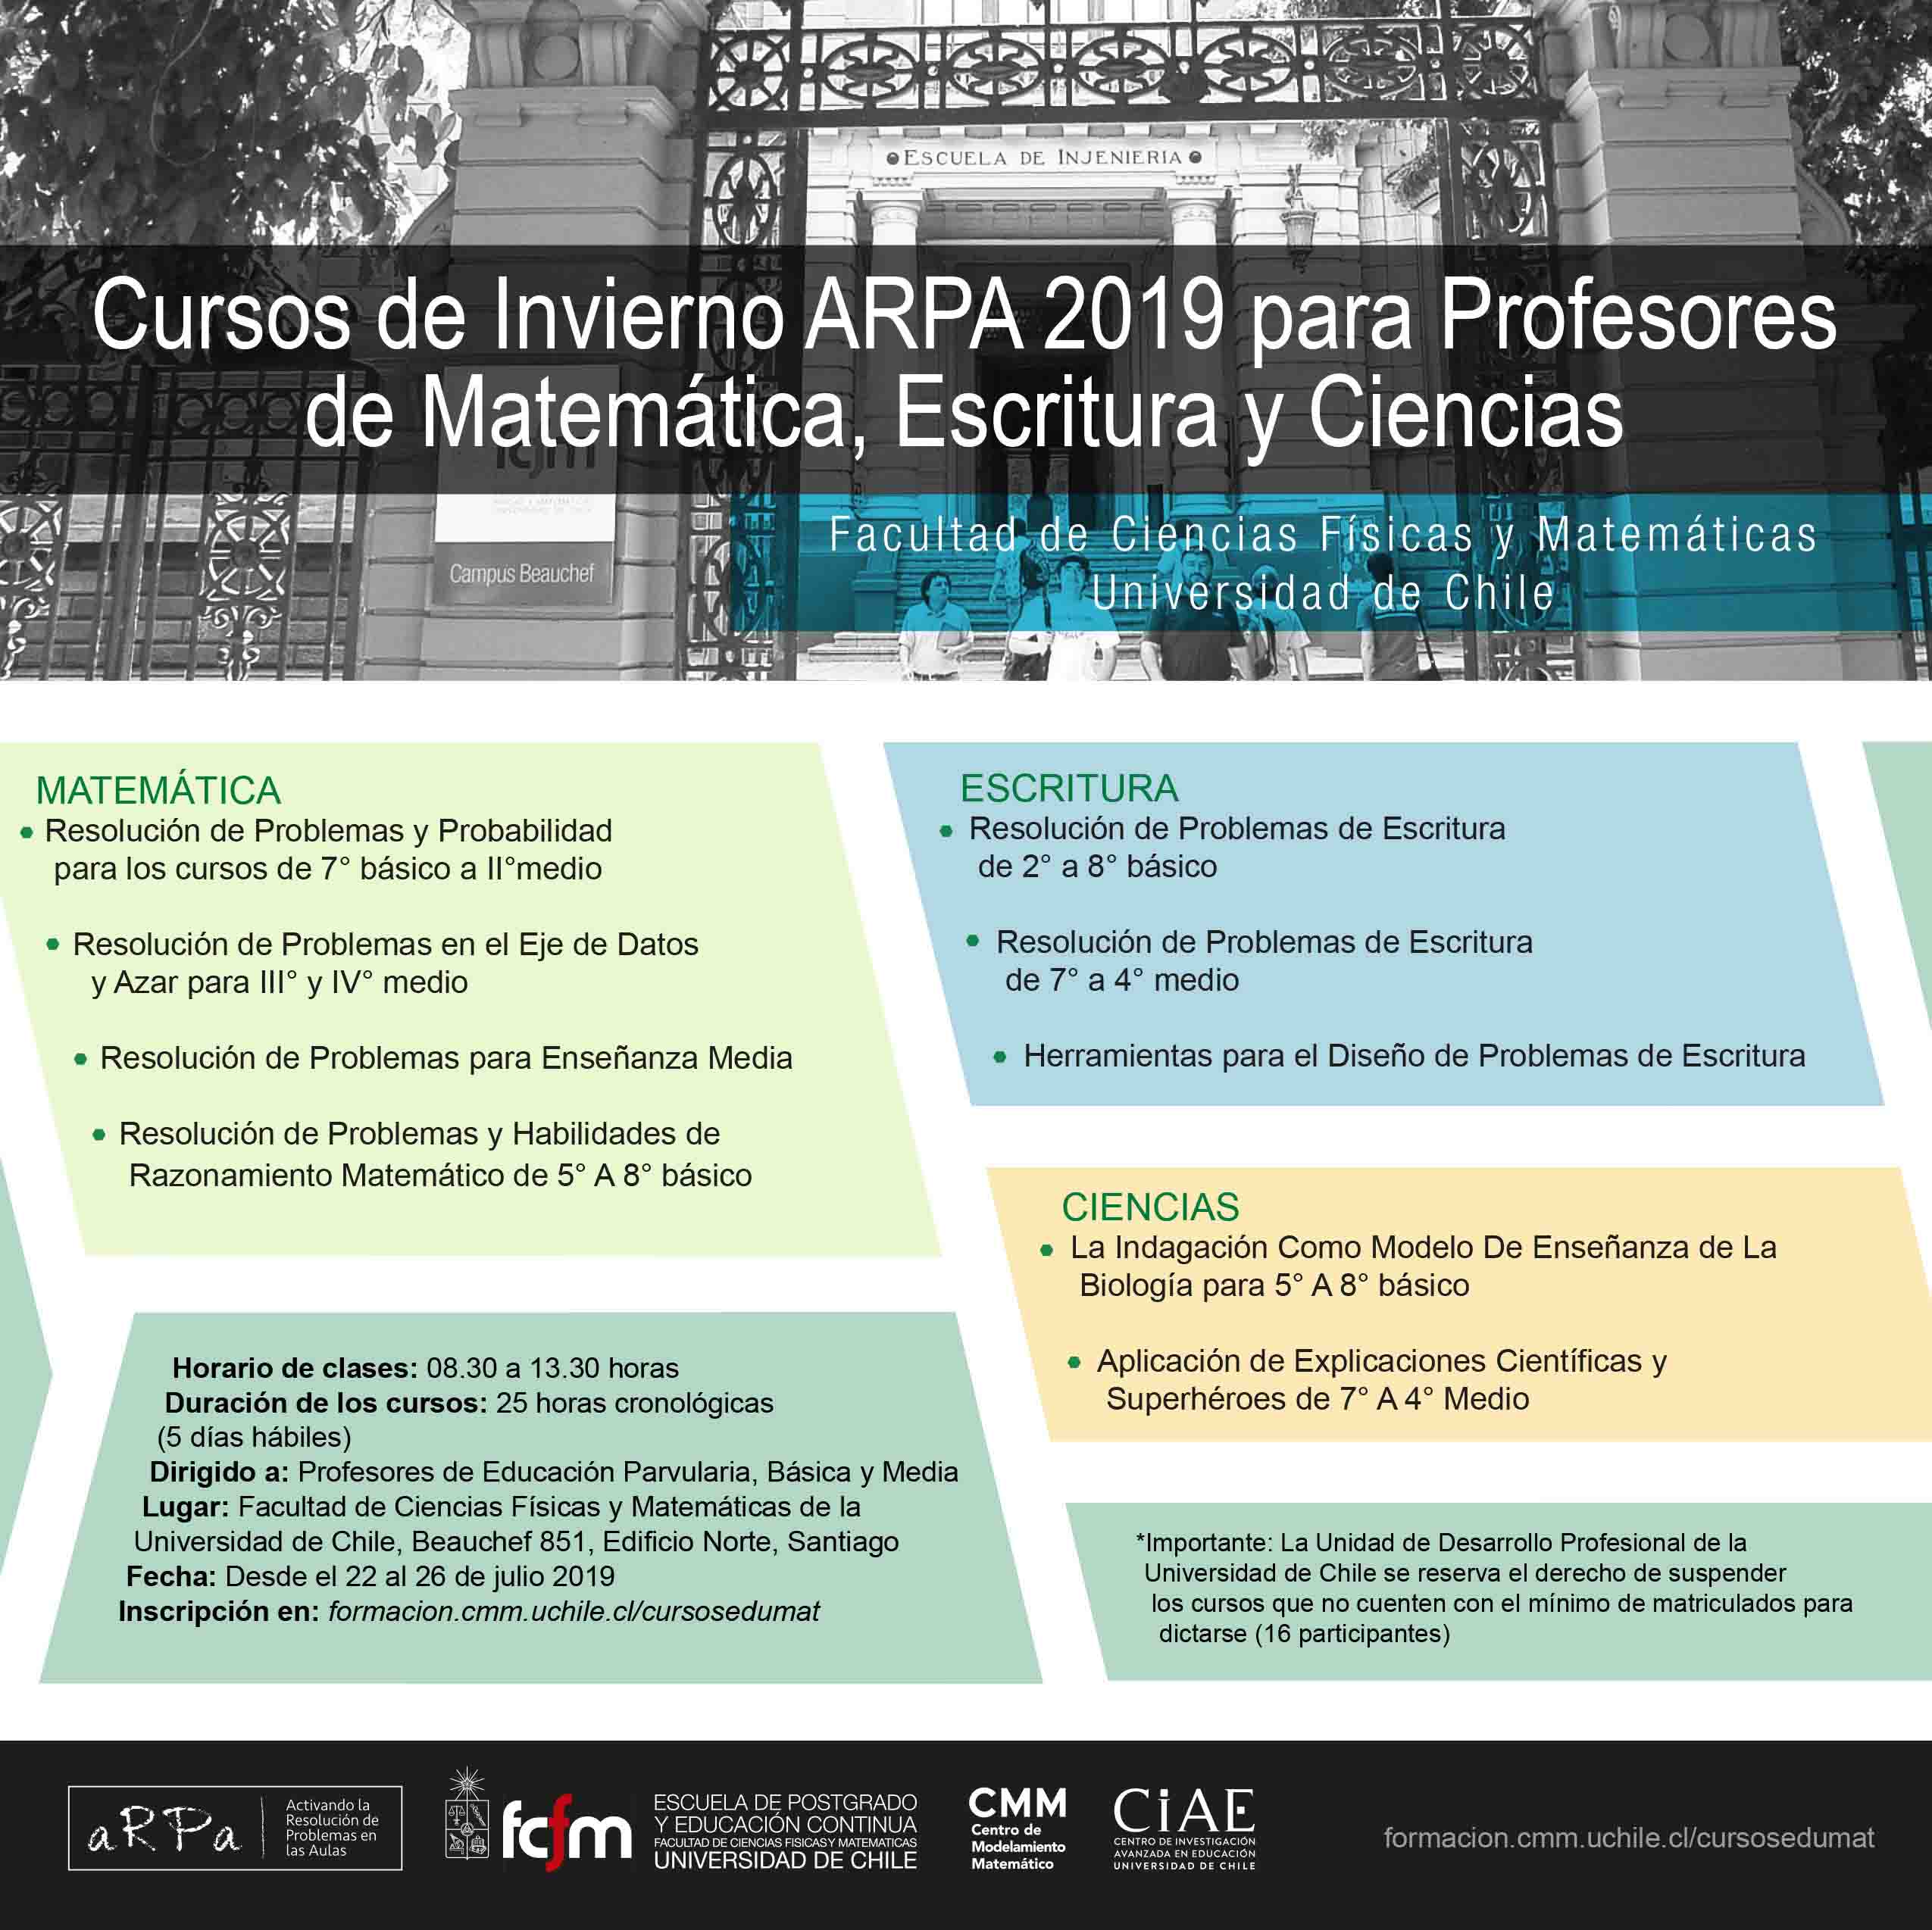 ESCUELA DE INJENIERIA
Cursos de Invierno ARPA 2019 para Profesores
de Matemática, Escritura y Ciencias
fcfm
Campus Beauchef
Facultad de Ciencias Físicas y Matemáticas
Universidad de Chile
MATEMÁTICA
Resolución de Problemas y Probabilidad
para los cursos de 7° básico a II°medio
Resolución de Problemas en el Eje de Datos
y Azar para III° y IV° medio
Resolución de Problemas para Enseñanza Media
Resolución de Problemas y Habilidades de
Razonamiento Matemático de 5° A 8° básico
ESCRITURA
Resolución de Problemas de Escritura
de 2° a 8° básico
Resolución de Problemas de Escritura
de 7° a 4° medio
Herramientas para el Diseño de Problemas de Escritura
CIENCIAS
La Indagación Como Modelo De Enseñanza de La
Biología para 5° A 8° básico
Aplicación de Explicaciones Científicas y
Superhéroes de 7° A 4° Medio
Horario de clases: 08.30 a 13.30 horas
Duración de los cursos: 25 horas cronológicas
(5 días hábiles)
Dirigido a: Profesores de Educación Parvularia, Básica y Media
Lugar: Facultad de Ciencias Físicas y Matemáticas de la
Universidad de Chile, Beauchef 851, Edificio Norte, Santiago
Fecha: Desde el 22 al 26 de julio 2019
Inscripción en: formacion.cmm.uchile.cl/cursosedumat
*Importante: La Unidad de Desarrollo Profesional de la
Universidad de Chile se reserva el derecho de suspender
los cursos que no cuenten con el mínimo de matriculados para
dictarse (16 participantes)
aRPa
Activando la
Resolución de
Problemas en
las Aulas
fcfm
ESCUELA DE POSTGRADO
Y EDUCACIÓN CONTINUA
FACULTAD DE CIENCIAS FISICAS Y MATEMATICAS
UNIVERSIDAD DE CHILE
CMM
Centro de
Modelamiento
Matemático
CiAE
CENTRO DE INVESTIGACIÓN
AVANZADA EN EDUCACIÓN
UNIVERSIDAD DE CHILE
formacion.cmm.uchile.cl/cursosedumat